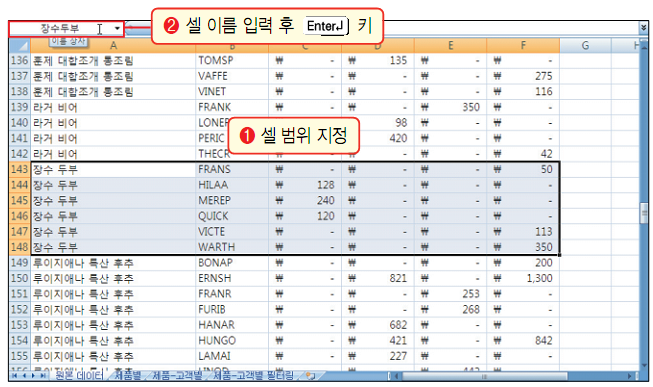 장수두부
❷ 셀 이름 입력 후 Enter↵ 키
이름 상자
A B C D E F G H
136 훈제 대합조개 통조림 TOMSP ₩ - ₩ 135 ₩ - ₩ -
137 훈제 대합조개 통조림 VAFFE ₩ - ₩ - ₩ - ₩ 275
138 훈제 대합조개 통조림 VINET ₩ - ₩ - ₩ - ₩ 116
139 라거 비어 FRANK ₩ - ₩ - ₩ 350 ₩ -
140 라거 비어 ₩ 98 ₩ - ₩ -
141 라거 비어 ₩ 420 ₩ - ₩ -
❶ 셀 범위 지정
142 라거 비어 THECR ₩ - ₩ - ₩ - ₩ 42
143 장수 두부 FRANS ₩ - ₩ - ₩ - ₩ 50
144 장수 두부 HILAA ₩ 128 ₩ - ₩ - ₩ -
145 장수 두부 MEREP ₩ 240 ₩ - ₩ - ₩ -
146 장수 두부 QUICK ₩ 120 ₩ - ₩ - ₩ -
147 장수 두부 VICTE ₩ - ₩ - ₩ - ₩ 113
148 장수 두부 WARTH ₩ - ₩ - ₩ - ₩ 350
149 루이지애나 특산 후추 BONAP ₩ - ₩ - ₩ - ₩ 200
150 루이지애나 특산 후추 ERNSH ₩ - ₩ 821 ₩ - ₩ 1,300
151 루이지애나 특산 후추 FRANR ₩ - ₩ - ₩ 253 ₩ -
152 루이지애나 특산 후추 FURIB ₩ - ₩ - ₩ 268 ₩ -
153 루이지애나 특산 후추 HANAR ₩ - ₩ 682 ₩ - ₩ -
154 루이지애나 특산 후추 HUNGO ₩ - ₩ 421 ₩ - ₩ 842
155 루이지애나 특산 후추 LAMAI ₩ - ₩ 227 ₩ - ₩ -
원본 데이터 제품별 제품-고객별 제품-고객별 필터링